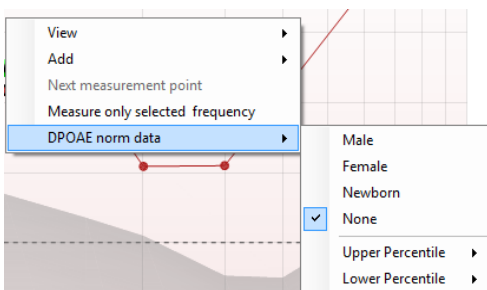 View
Add
Next measurement point
Measure only selected frequency
DPOAE norm data
Male
Female
Newborn
None
Upper Percentile
Lower Percentile